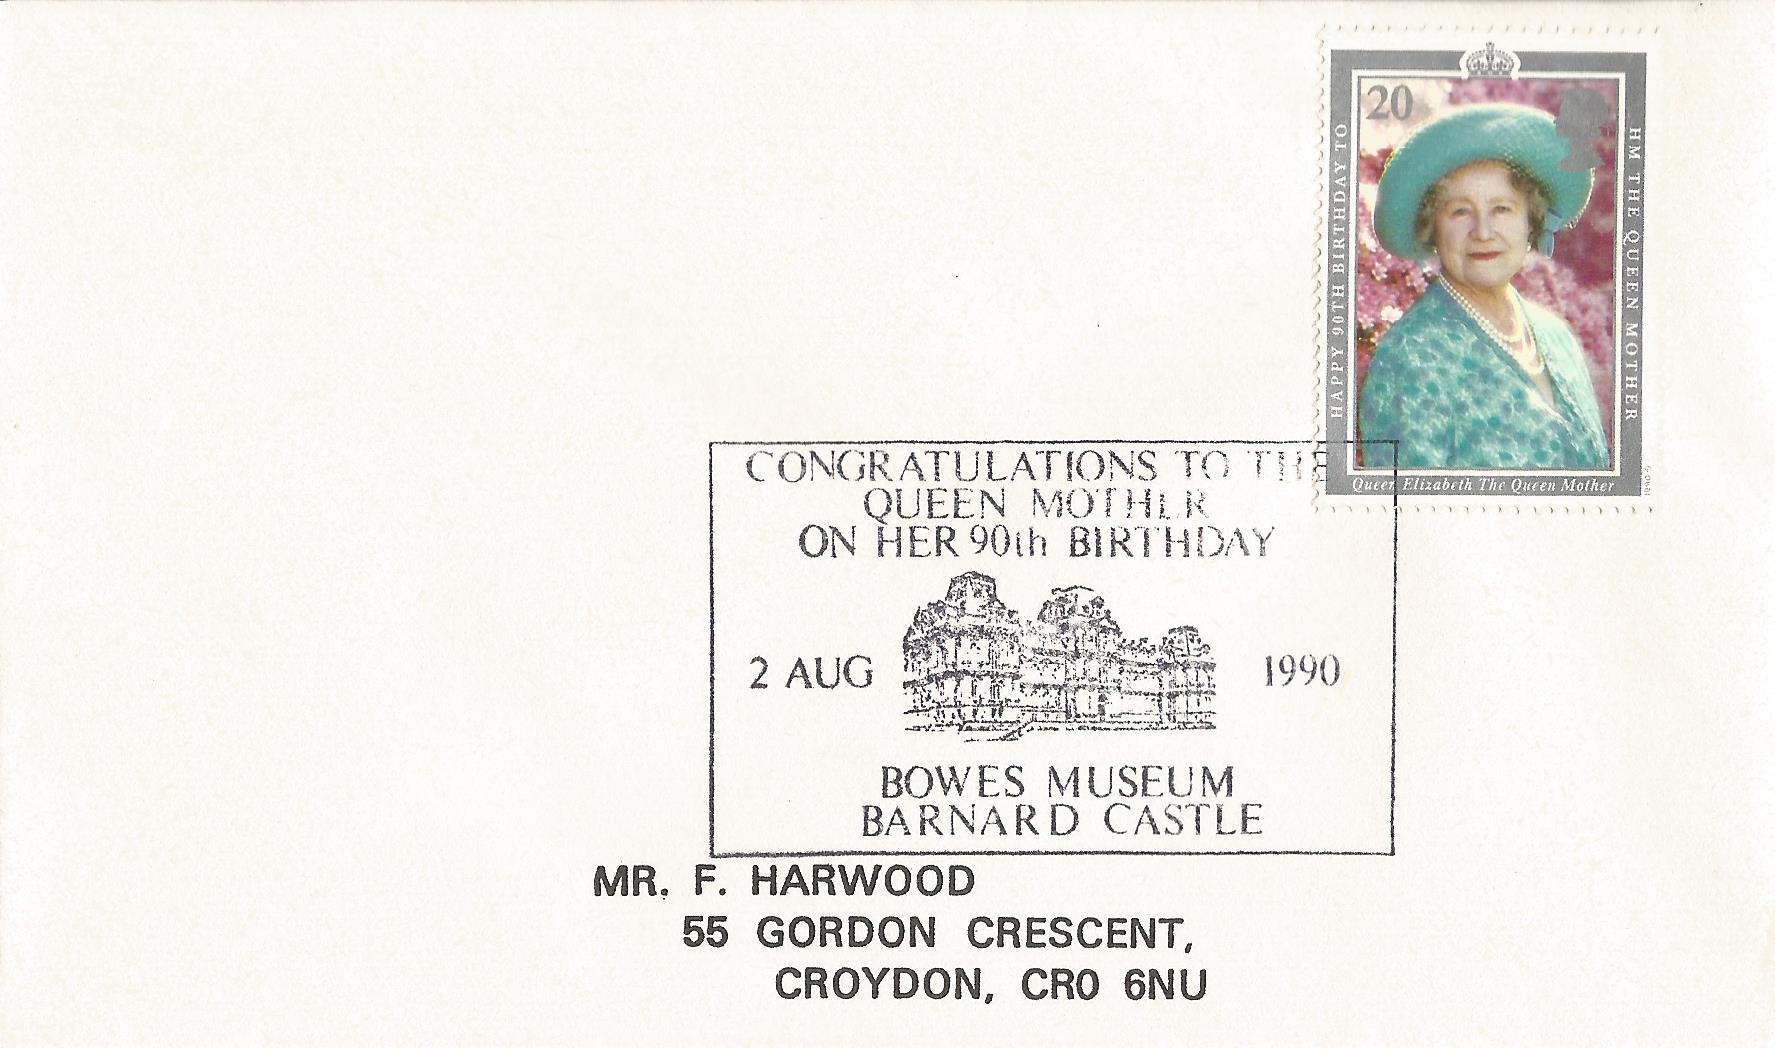 20
HAPPY 90TH BIRTHDAY TO
HM THE QUEEN MOTHER
Queen Elizabeth The Queen Mother
CONGRATULATIONS TO THE
QUEEN MOTHER
ON HER 90th BIRTHDAY
2 AUG 1990
BOWES MUSEUM
BARNARD CASTLE
MR. F. HARWOOD
55 GORDON CRESCENT,
CROYDON, CR0 6NU